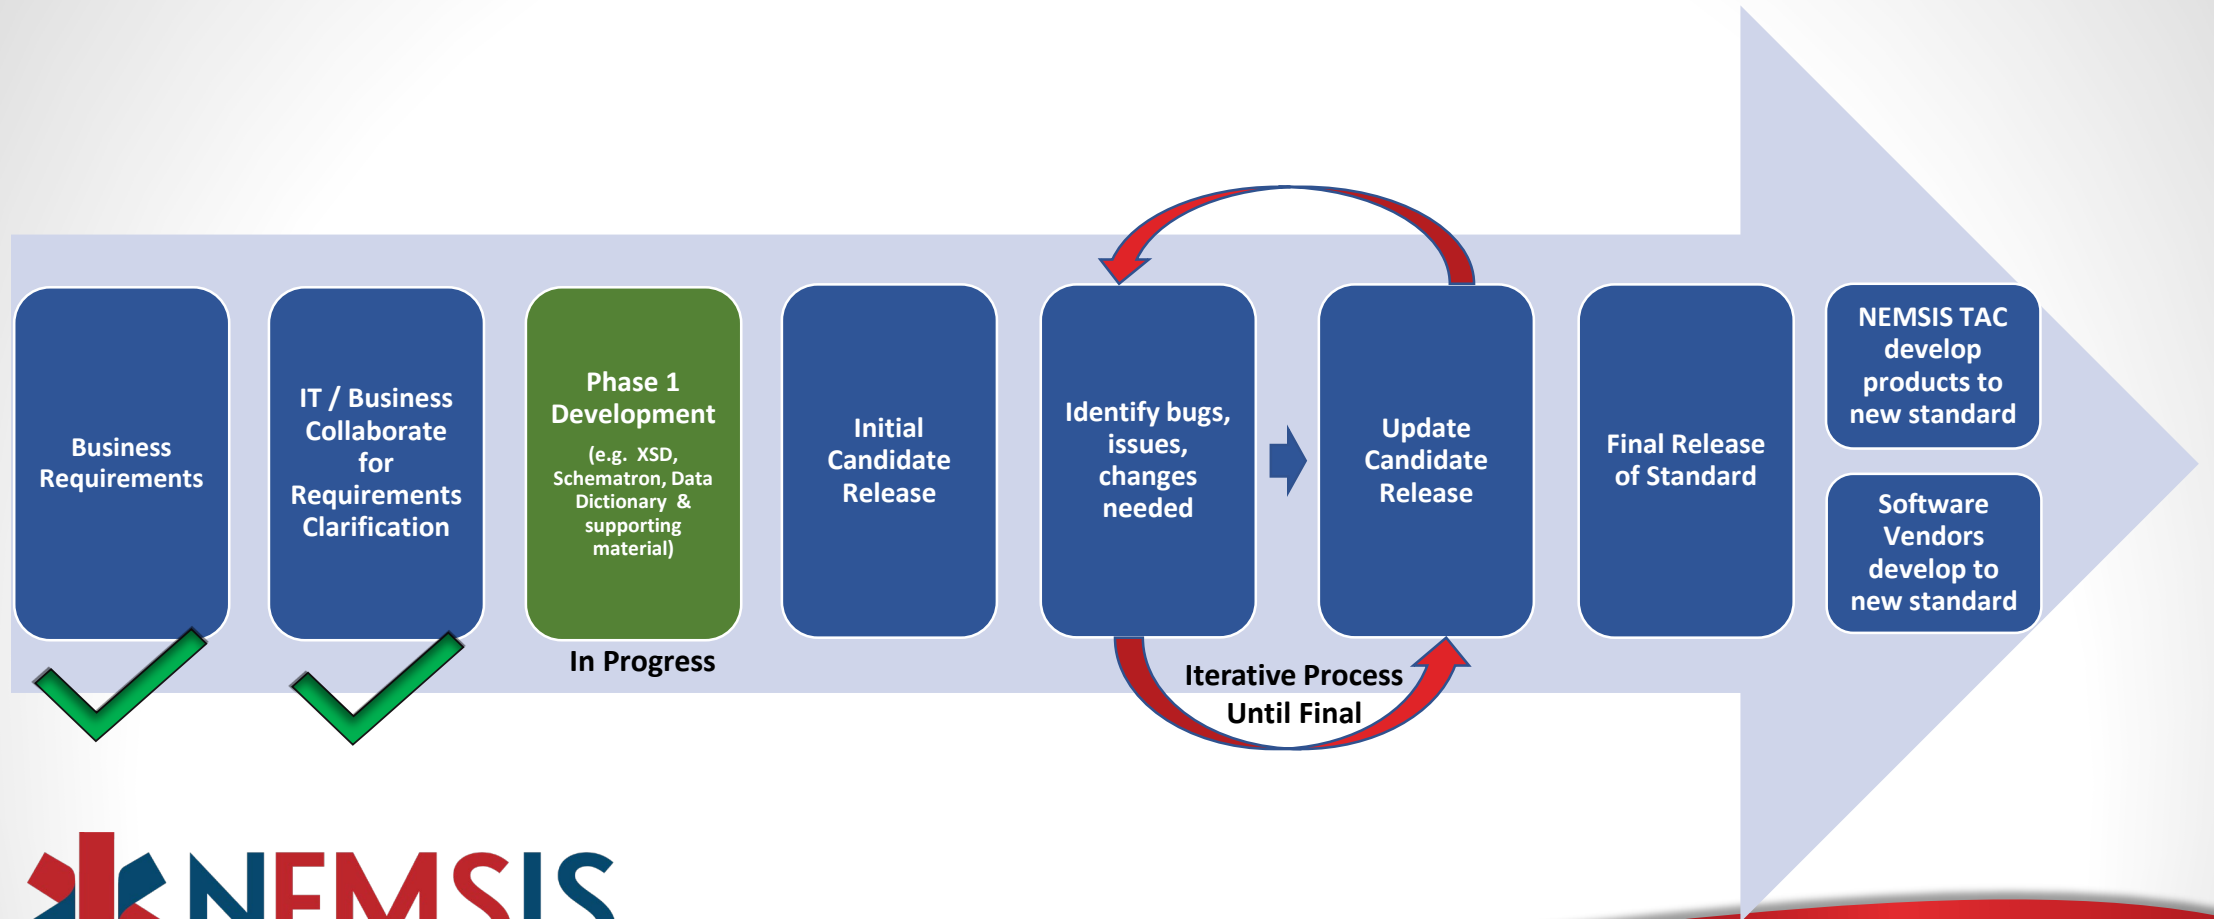 Business
Requirements
IT / Business
Collaborate
for
Requirements
Clarification
Phase 1
Development
(e.g. XSD,
Schematron, Data
Dictionary &
supporting
material)
In Progress
Initial
Candidate
Release
Identify bugs,
issues,
changes
needed
Update
Candidate
Release
Iterative Process
Until Final
Final Release
of Standard
NEMSIS TAC
develop
products to
new standard
Software
Vendors
develop to
new standard
NEMSIS